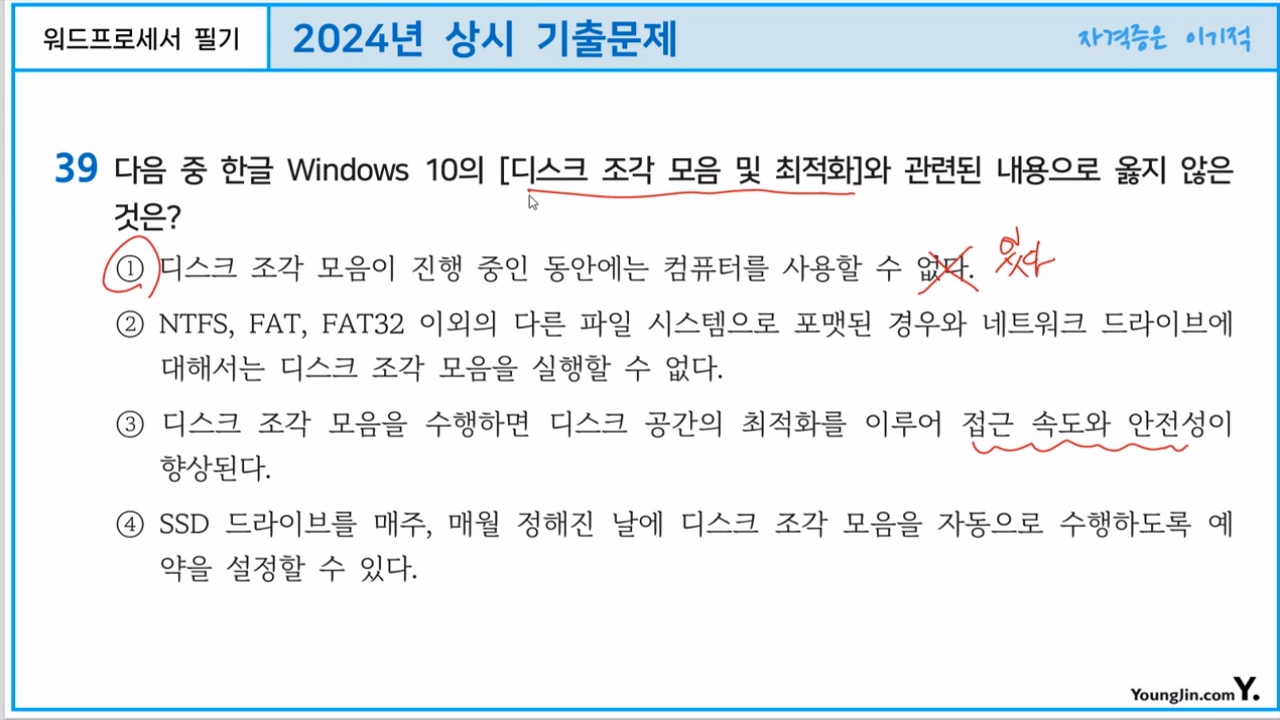 워드프로세서 필기
2024년 상시 기출문제
자격증은 이기적
39 다음 중 한글 Windows 10의 [디스크 조각 모음 및 최적화]와 관련된 내용으로 옳지 않은
것은?
① 디스크 조각 모음이 진행 중인 동안에는 컴퓨터를 사용할 수 없다. 있다
② NTFS, FAT, FAT32 이외의 다른 파일 시스템으로 포맷된 경우와 네트워크 드라이브에
대해서는 디스크 조각 모음을 실행할 수 없다.
③ 디스크 조각 모음을 수행하면 디스크 공간의 최적화를 이루어 접근 속도와 안전성이
향상된다.
④ SSD 드라이브를 매주, 매월 정해진 날에 디스크 조각 모음을 자동으로 수행하도록 예
약을 설정할 수 있다.
YoungJin.com Y.